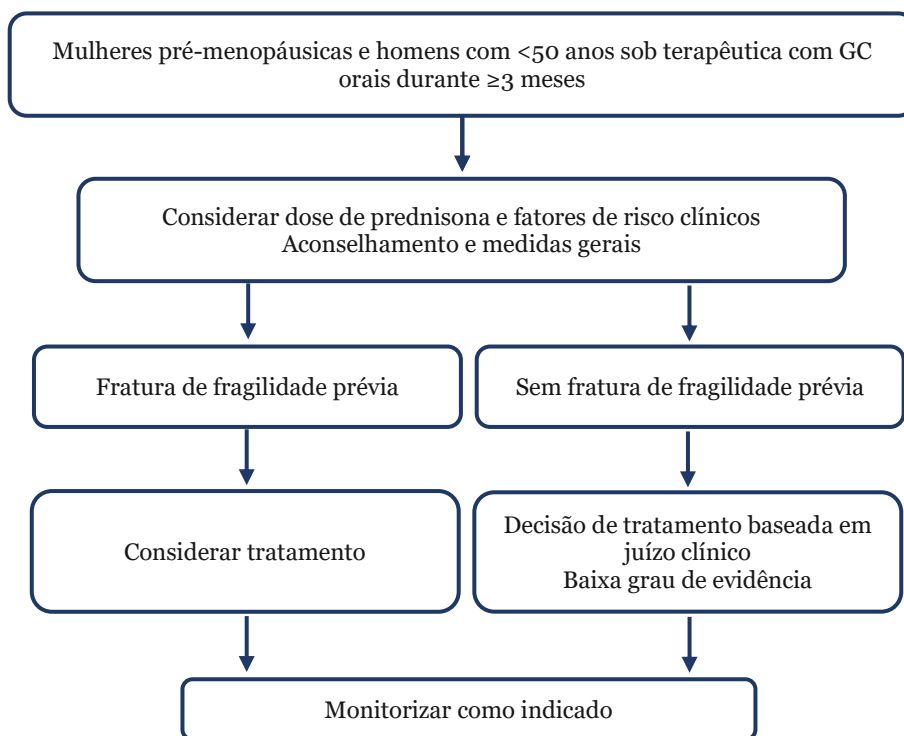 Mulheres pré-menopáusicas e homens com <50 anos sob terapêutica com GC
orais durante ≥3 meses
Considerar dose de prednisona e fatores de risco clínicos
Aconselhamento e medidas gerais
Fratura de fragilidade prévia
Sem fratura de fragilidade prévia
Considerar tratamento
Decisão de tratamento baseada em
juízo clínico
Baixa grau de evidência
Monitorizar como indicado